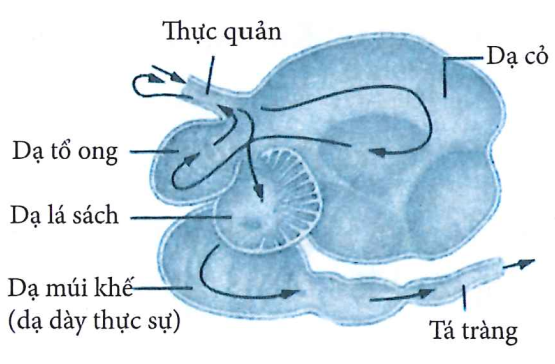 Thực quản
Dạ cỏ
Dạ tổ ong
Dạ lá sách
Dạ múi khế
(dạ dày thực sự)
Tá tràng